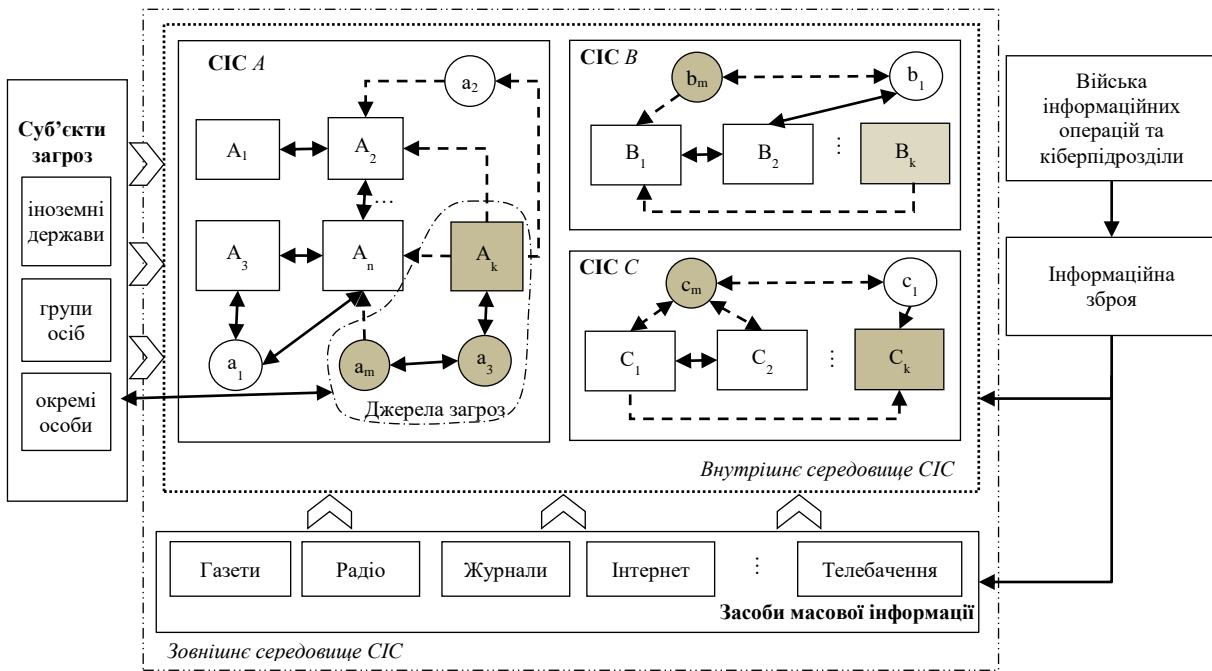 Суб’єкти
загроз
іноземні
держави
групи
осіб
окремі
особи
СІС A
a2
A1
A2
...
A3
An
Ak
a1
am
a3
Джерела загроз
СІС B
bm
b1
B1
B2
...
Bk
СІС C
cm
c1
C1
C2
...
Ck
Внутрішнє середовище СІС
Війська
інформаційних
операцій та
кіберпідрозділи
Інформаційна
зброя
Газети
Радіо
Журнали
Інтернет
...
Телебачення
Засоби масової інформації
Зовнішнє середовище СІС